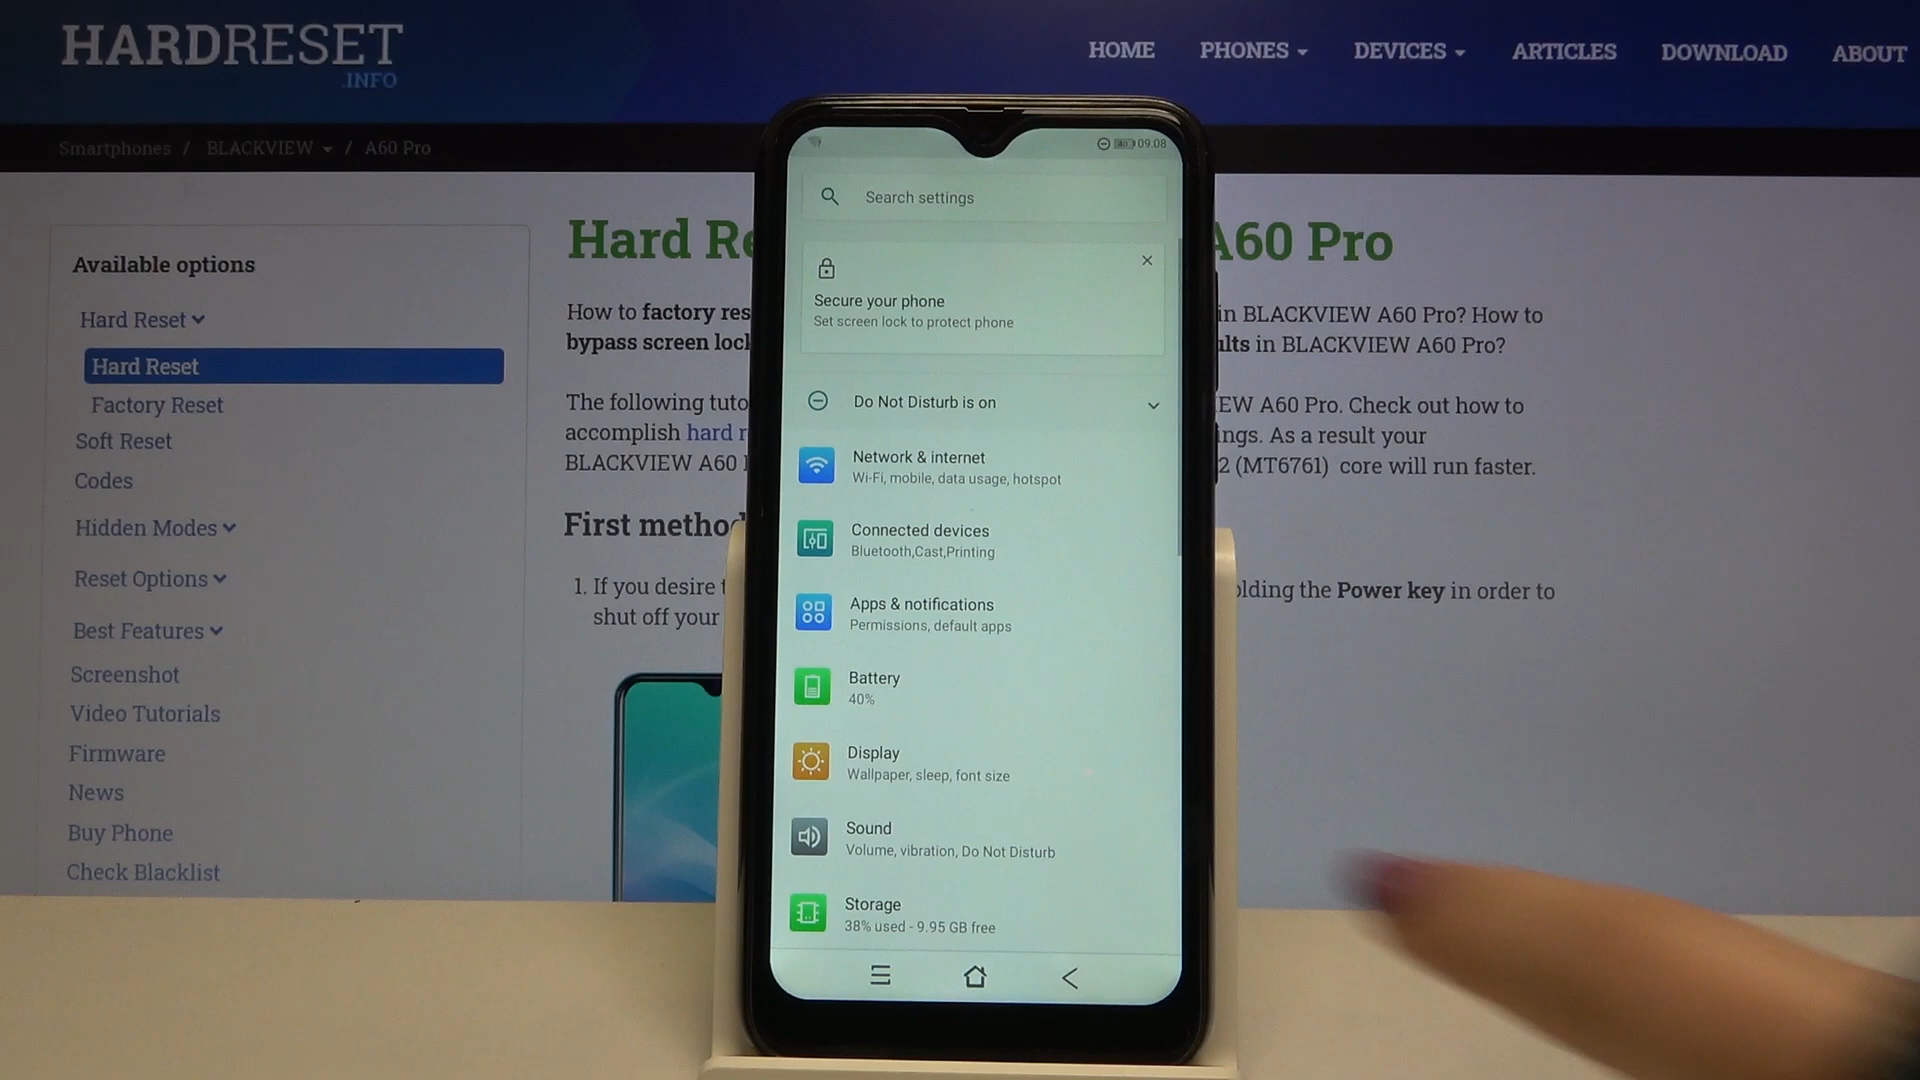 HARDRESET
.INFO
HOME PHONES DEVICES ARTICLES DOWNLOAD ABOUT
Smartphones / BLACKVIEW / A60 Pro
Available options
Hard Reset
Hard Reset
Factory Reset
Soft Reset
Codes
Hidden Modes
Reset Options
Best Features
Screenshot
Video Tutorials
Firmware
News
Buy Phone
Check Blacklist
Hard Re A60 Pro
How to factory res in BLACKVIEW A60 Pro? How to
bypass screen lock ults in BLACKVIEW A60 Pro?
The following tuto EW A60 Pro. Check out how to
accomplish hard r ings. As a result your
BLACKVIEW A60 2 (MT6761) core will run faster.
First method
1. If you desire t olding the Power key in order to
shut off your
40 09:08
Search settings
Secure your phone
Set screen lock to protect phone
Do Not Disturb is on
Network & internet
Wi-Fi, mobile, data usage, hotspot
Connected devices
Bluetooth,Cast,Printing
Apps & notifications
Permissions, default apps
Battery
40%
Display
Wallpaper, sleep, font size
Sound
Volume, vibration, Do Not Disturb
Storage
38% used - 9.95 GB free